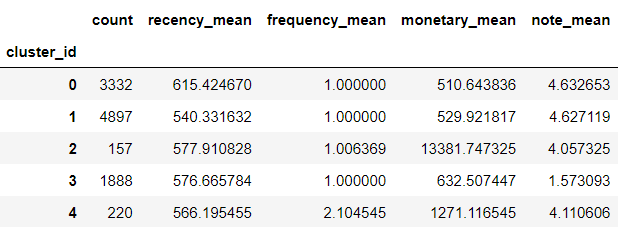 count recency_mean frequency_mean monetary_mean note_mean
cluster_id
0 3332 615.424670 1.000000 510.643836 4.632653
1 4897 540.331632 1.000000 529.921817 4.627119
2 157 577.910828 1.006369 13381.747325 4.057325
3 1888 576.665784 1.000000 632.507447 1.573093
4 220 566.195455 2.104545 1271.116545 4.110606